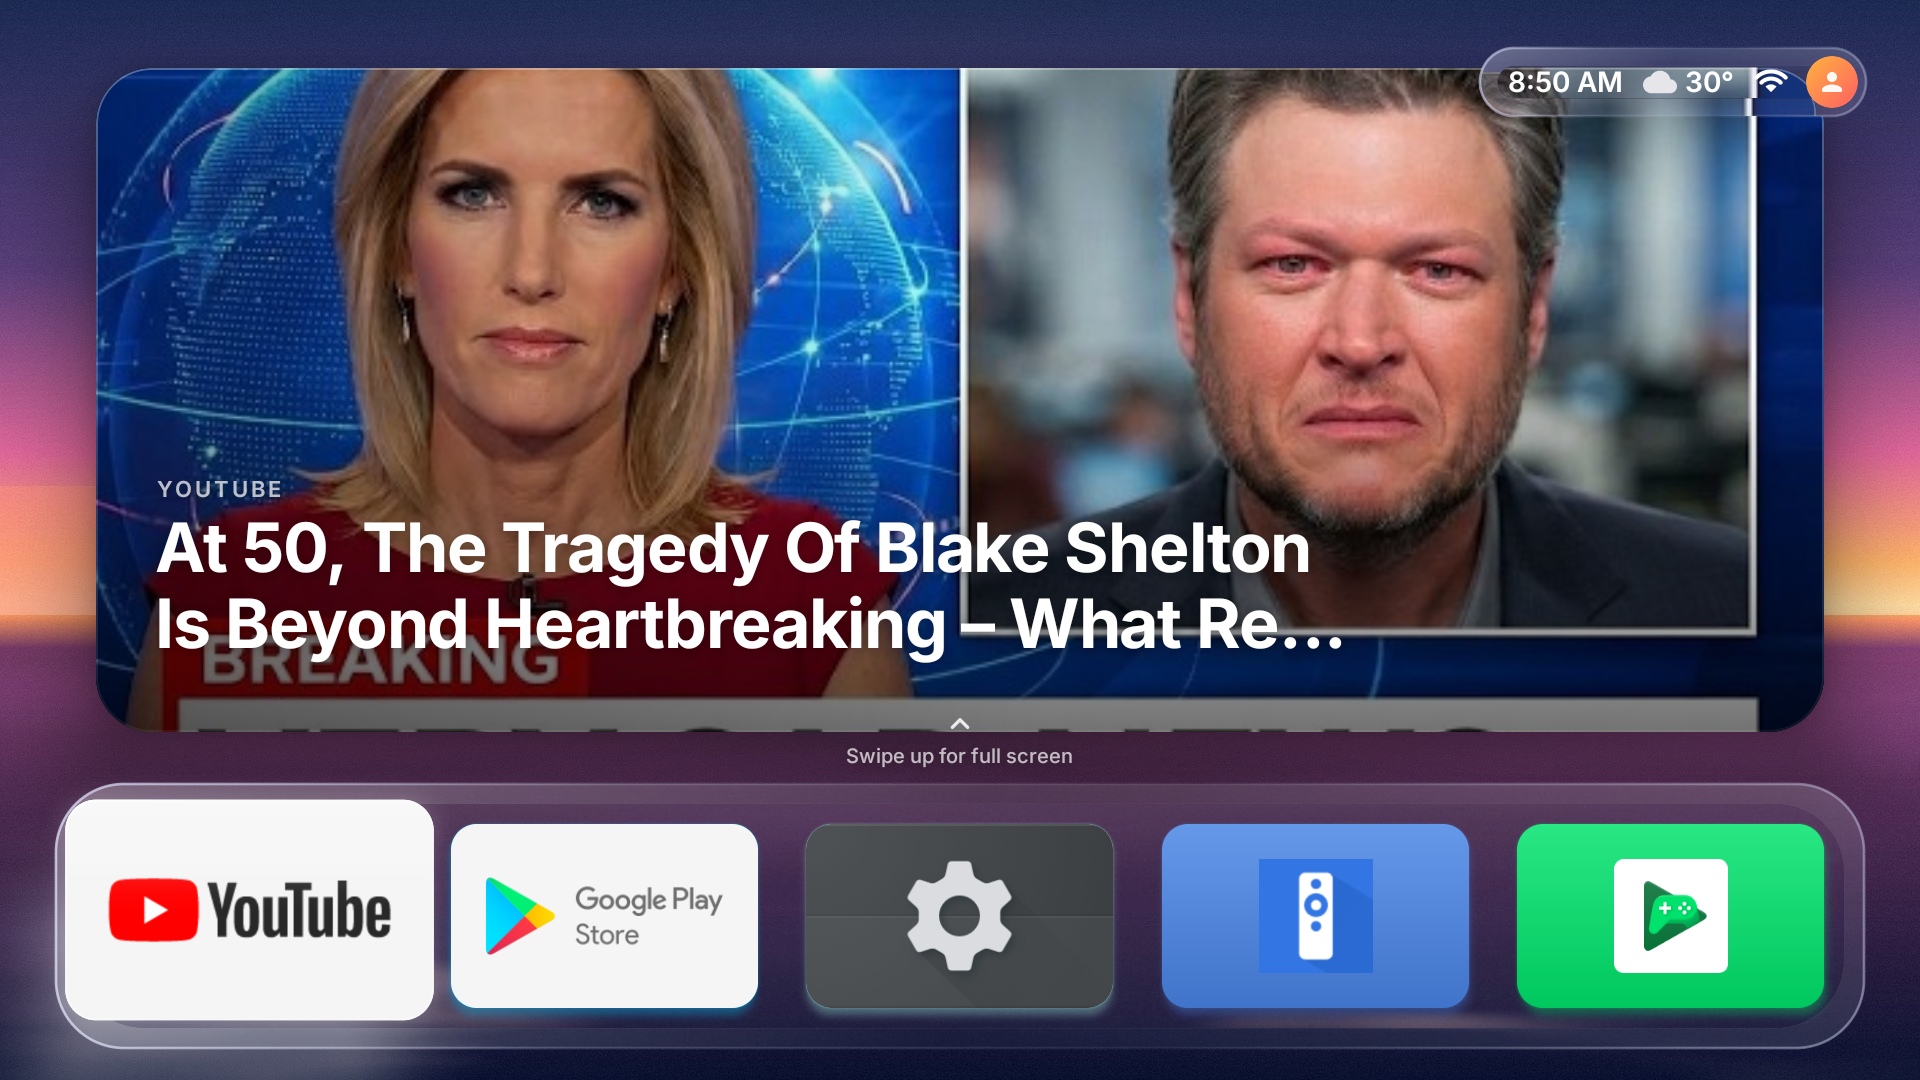 8:50 AM 30°
YOUTUBE
At 50, The Tragedy Of Blake Shelton
Is Beyond Heartbreaking – What Re...
BREAKING
Swipe up for full screen
YouTube
Google Play
Store